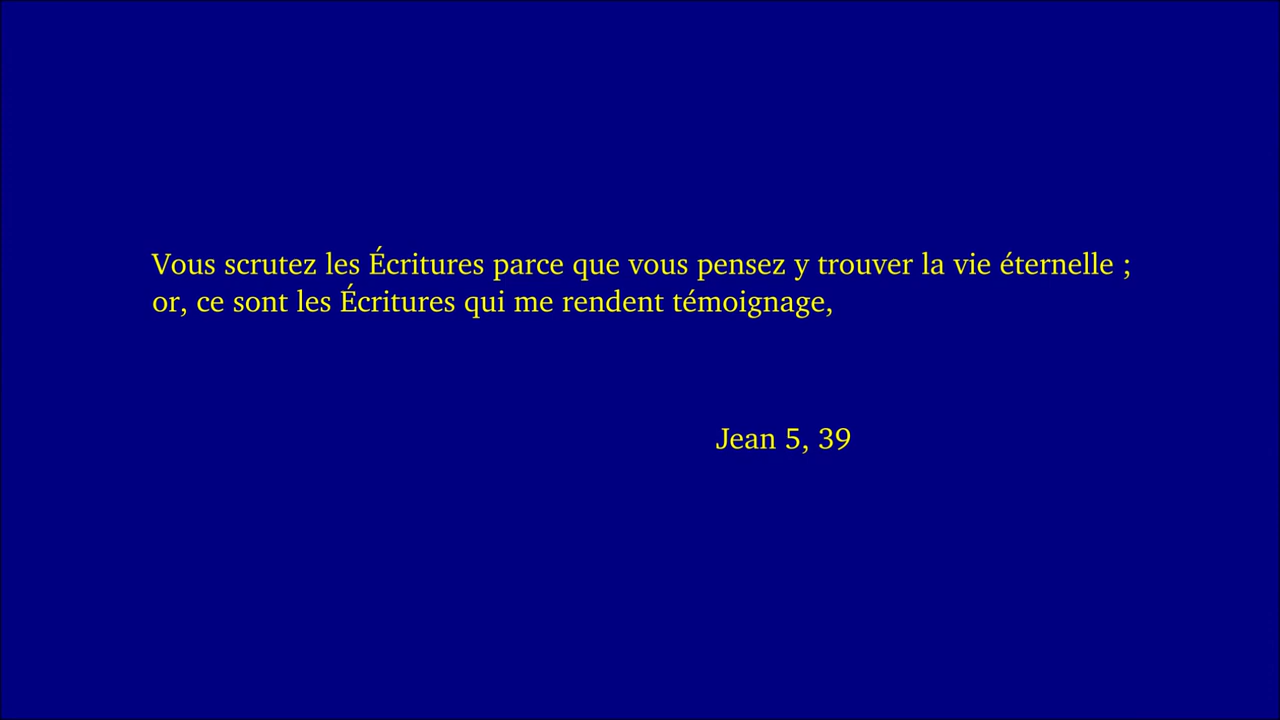 Vous scrutez les Écritures parce que vous pensez y trouver la vie éternelle ;
or, ce sont les Écritures qui me rendent témoignage,
Jean 5, 39